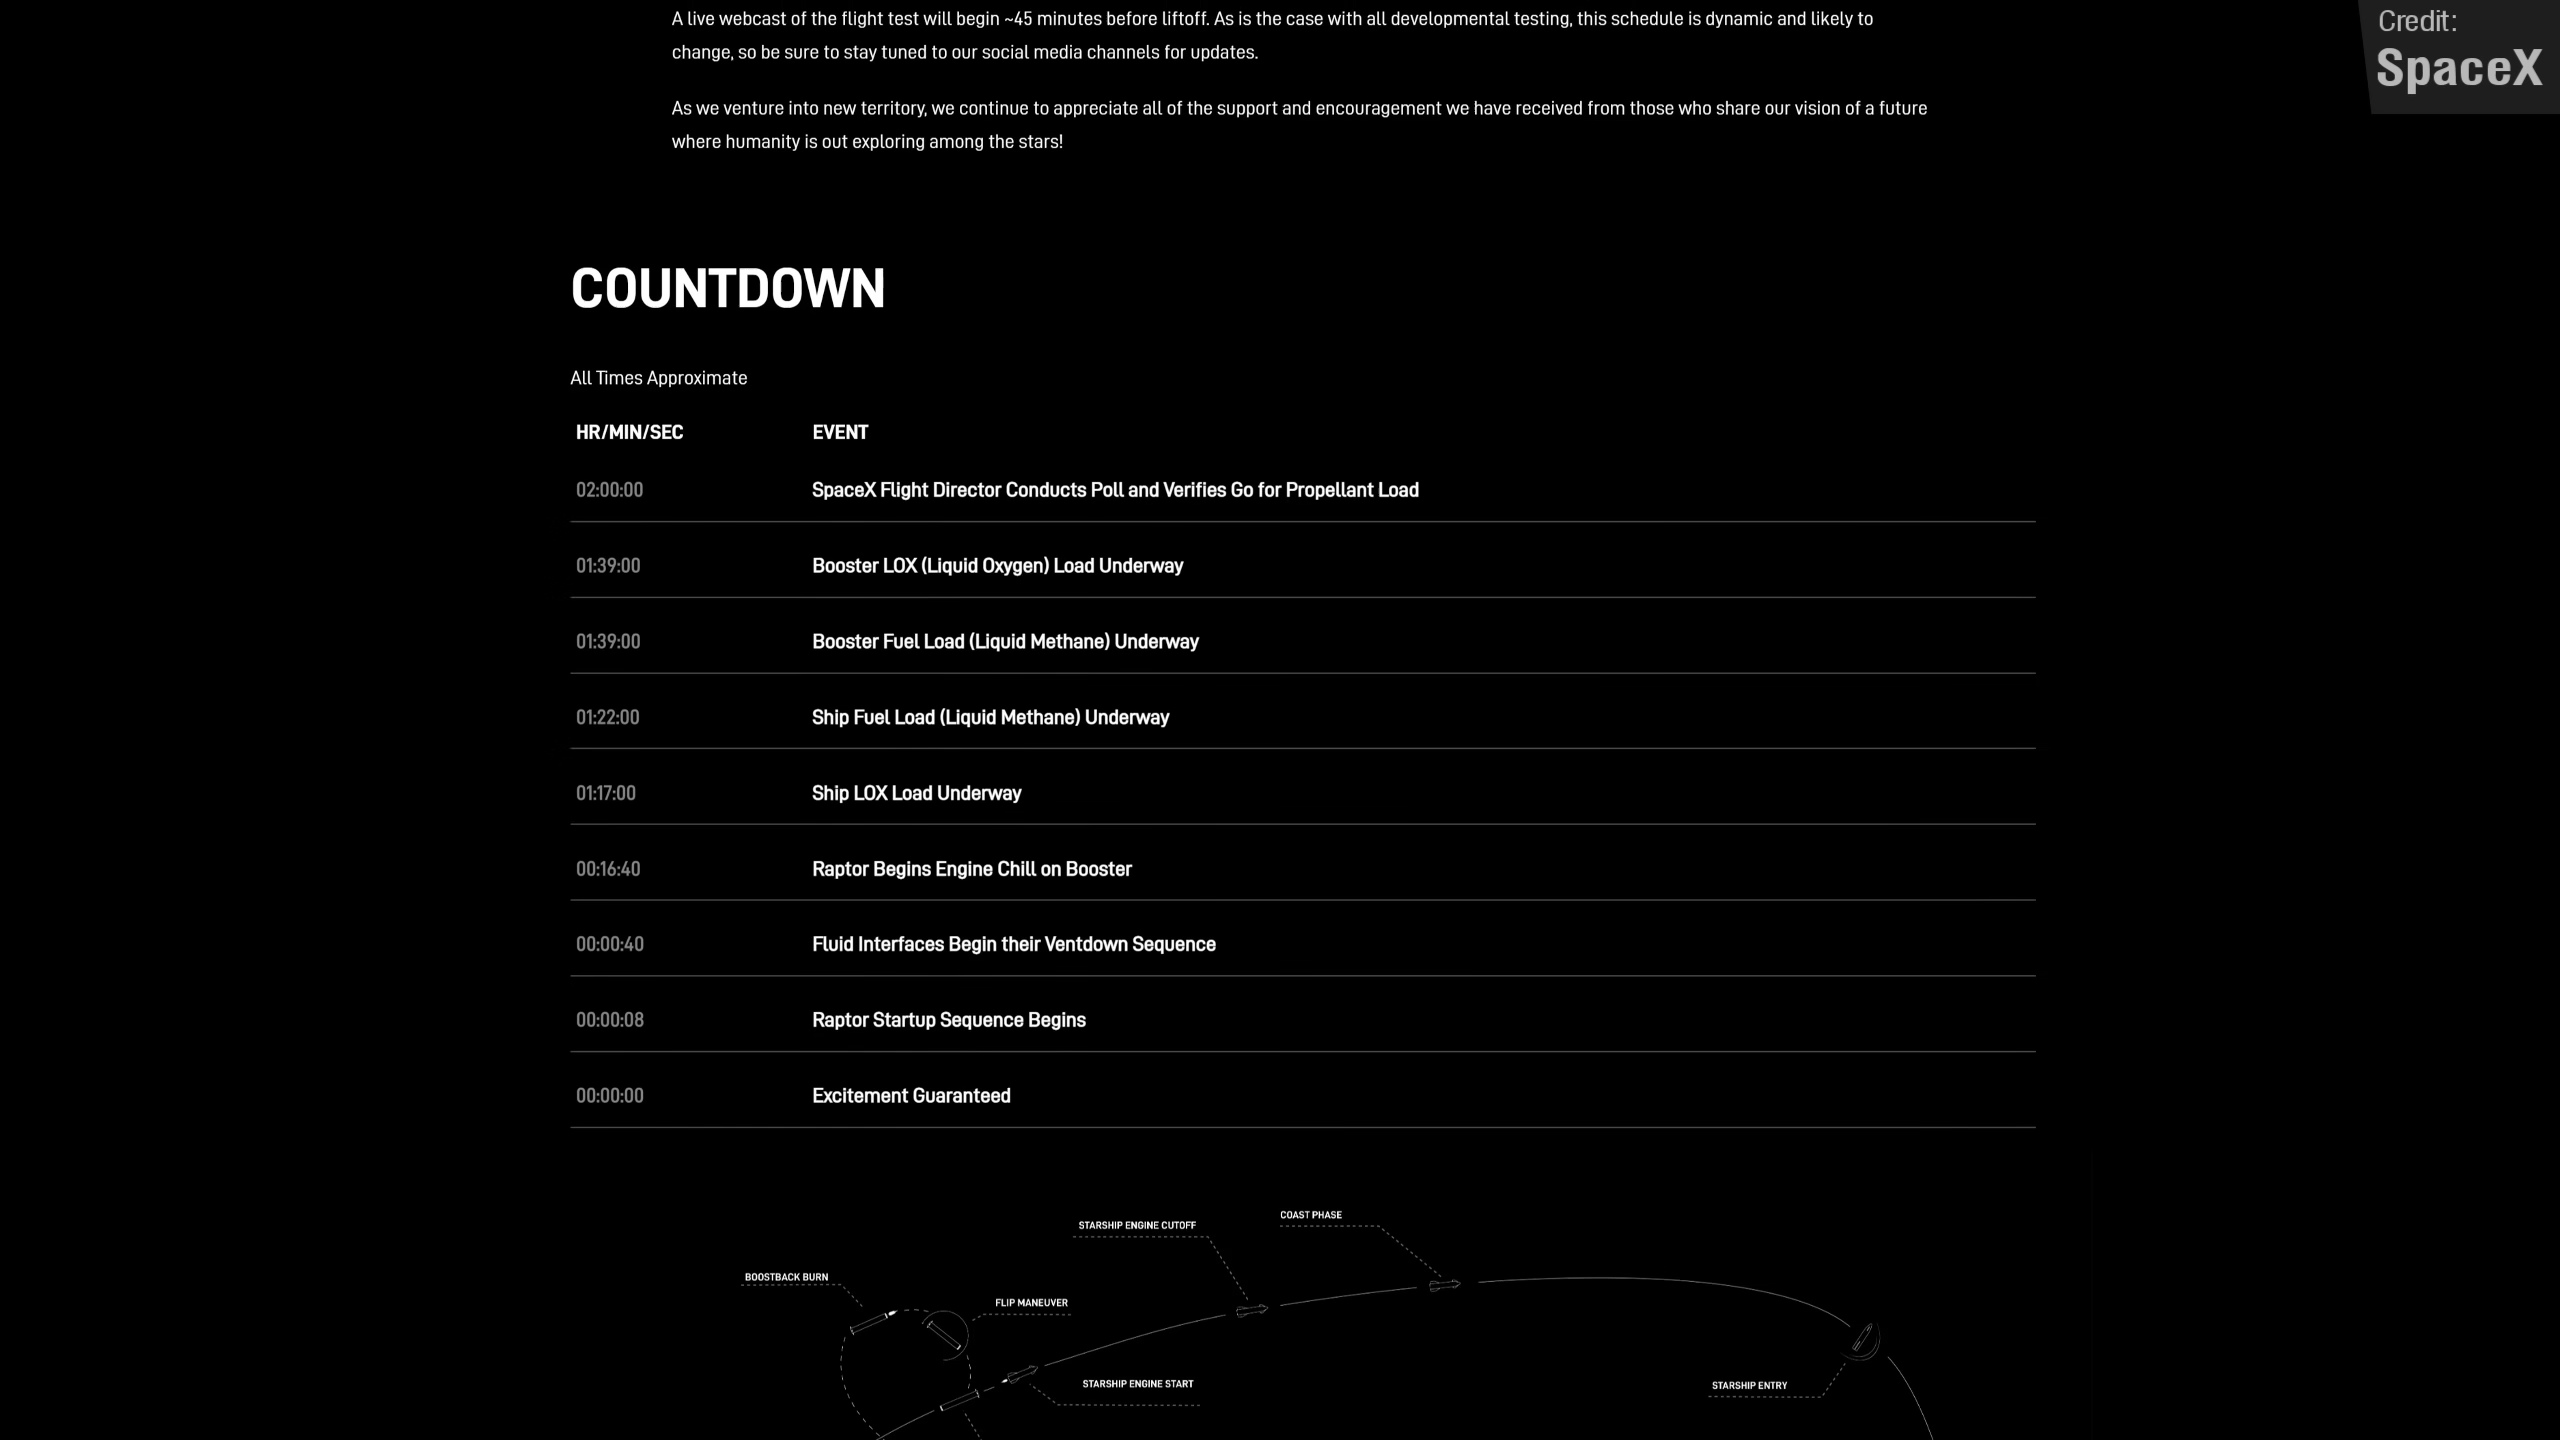 A live webcast of the flight test will begin ~45 minutes before liftoff. As is the case with all developmental testing, this schedule is dynamic and likely to
change, so be sure to stay tuned to our social media channels for updates.
As we venture into new territory, we continue to appreciate all of the support and encouragement we have received from those who share our vision of a future
where humanity is out exploring among the stars!
Credit:
SpaceX
COUNTDOWN
All Times Approximate
HR/MIN/SEC EVENT
02:00:00 SpaceX Flight Director Conducts Poll and Verifies Go for Propellant Load
01:39:00 Booster LOX (Liquid Oxygen) Load Underway
01:39:00 Booster Fuel Load (Liquid Methane) Underway
01:22:00 Ship Fuel Load (Liquid Methane) Underway
01:17:00 Ship LOX Load Underway
00:16:40 Raptor Begins Engine Chill on Booster
00:00:40 Fluid Interfaces Begin their Ventdown Sequence
00:00:08 Raptor Startup Sequence Begins
00:00:00 Excitement Guaranteed
COAST PHASE
STARSHIP ENGINE CUTOFF
BOOSTBACK BURN
FLIP MANEUVER
STARSHIP ENGINE START
STARSHIP ENTRY